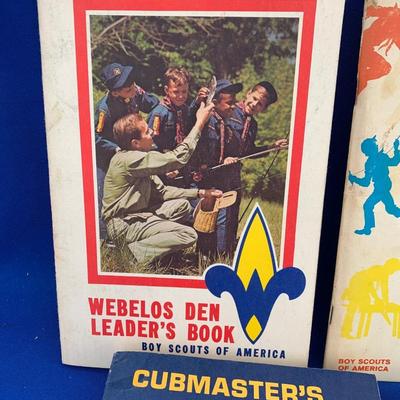 WEBELOS DEN
LEADER'S BOOK
BOY SCOUTS OF AMERICA
BOY SCOUTS
OF AMERICA
CUBMASTER'S